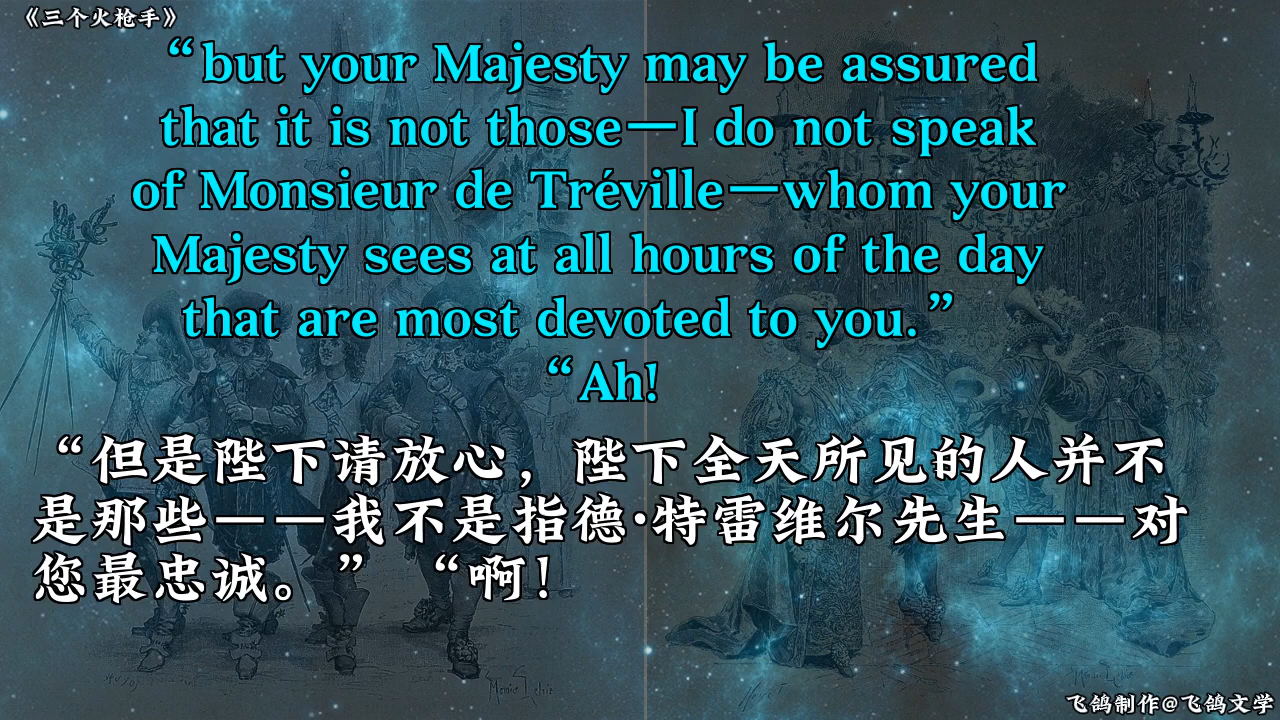 《三个火枪手》
“but your Majesty may be assured
that it is not those—I do not speak
of Monsieur de Tréville—whom your
Majesty sees at all hours of the day
that are most devoted to you.”
“Ah!
“但是陛下请放心，陛下全天所见的人并不
是那些——我不是指德·特雷维尔先生——对
您最忠诚。” “啊！
飞鸽制作@飞鸽文学